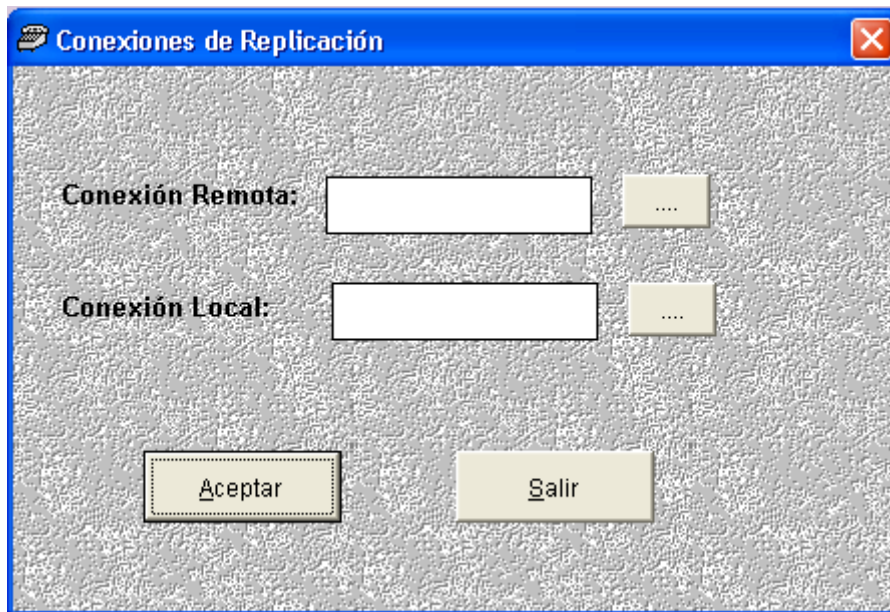 Conexiones de Replicación
Conexión Remota: ....
Conexión Local: ....
Aceptar Salir